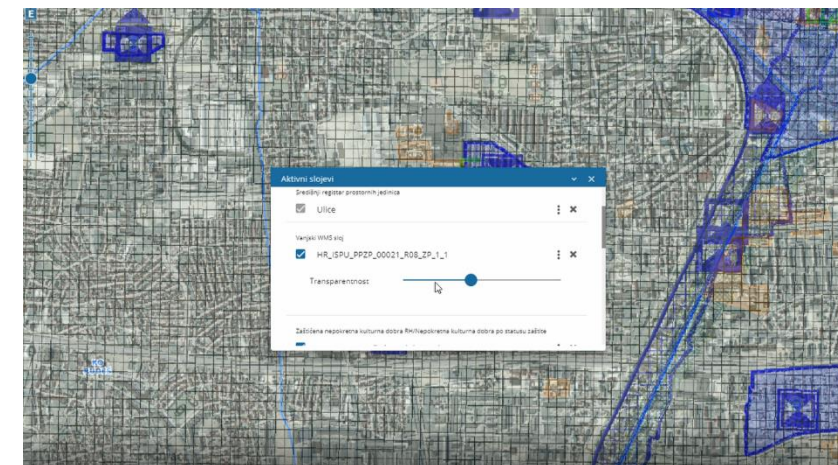 E
Aktivni slojevi
Središnji registar prostornih jedinica
Ulice
Vanjski WMS sloj
HR_ISPU_PPZP_00021_R08_ZP_1_1
Transparentnost
Zaštićena nepokretna kulturna dobra RH/Nepokretna kulturna dobra po statusu zaštite